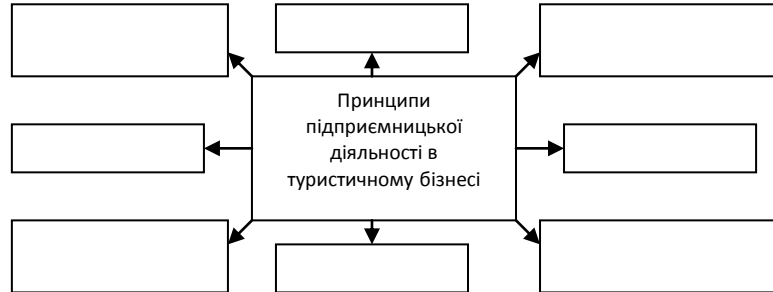 Принципи
підприємницької
діяльності в
туристичному бізнесі